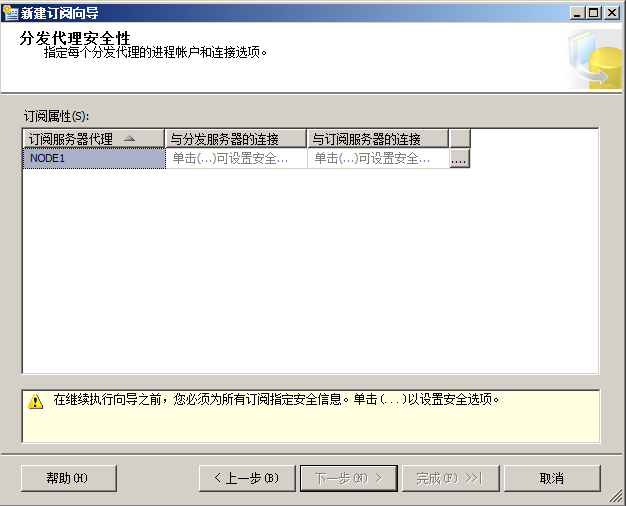 新建订阅向导
分发代理安全性
指定每个分发代理的进程帐户和连接选项。
订阅属性(S):
订阅服务器代理 与分发服务器的连接 与订阅服务器的连接
NODE1 单击(...)可设置安全... 单击(...)可设置安全... ....
在继续执行向导之前，您必须为所有订阅指定安全信息。单击(...)以设置安全选项。
帮助(H) < 上一步(B) 下一步(N) > 完成(F) >>| 取消